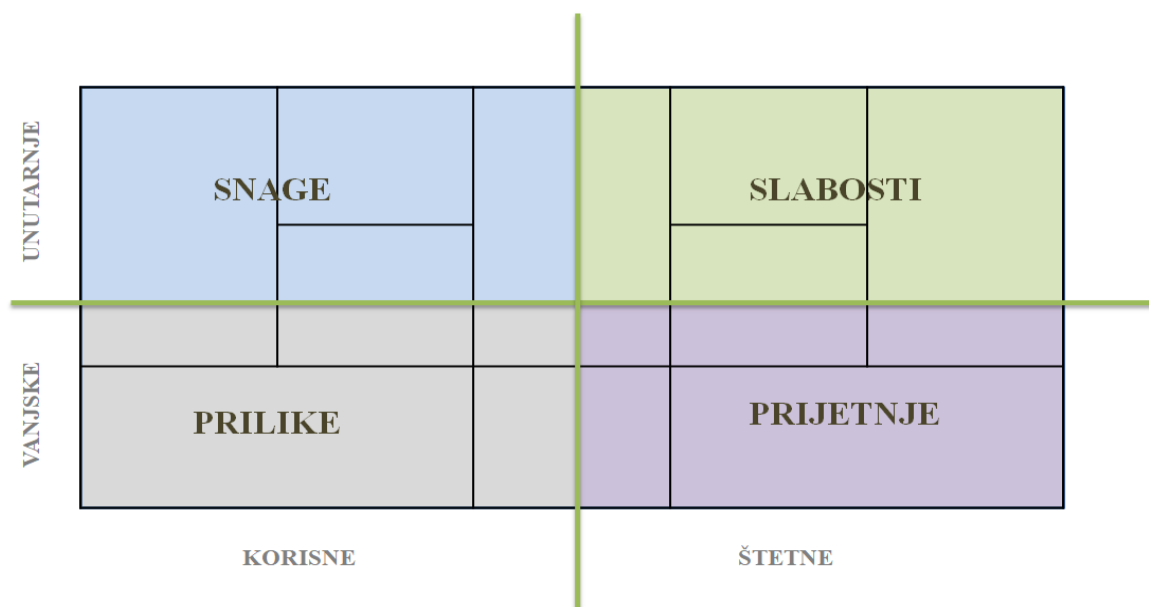 UNUTARNJE
SNAGE
SLABOSTI
VANJSKE
PRILIKE
PRIJETNJE
KORISNE
ŠTETNE